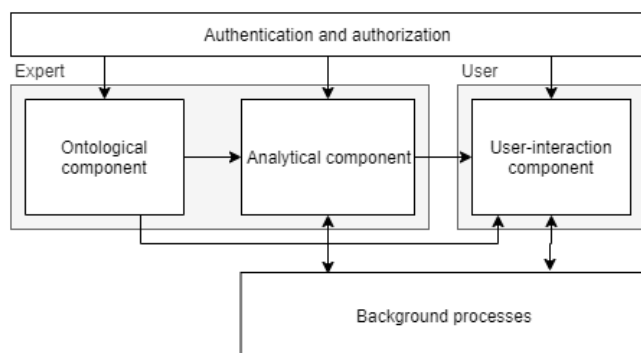 Authentication and authorization
Expert
User
Ontological
component
Analytical component
User-interaction
component
Background processes